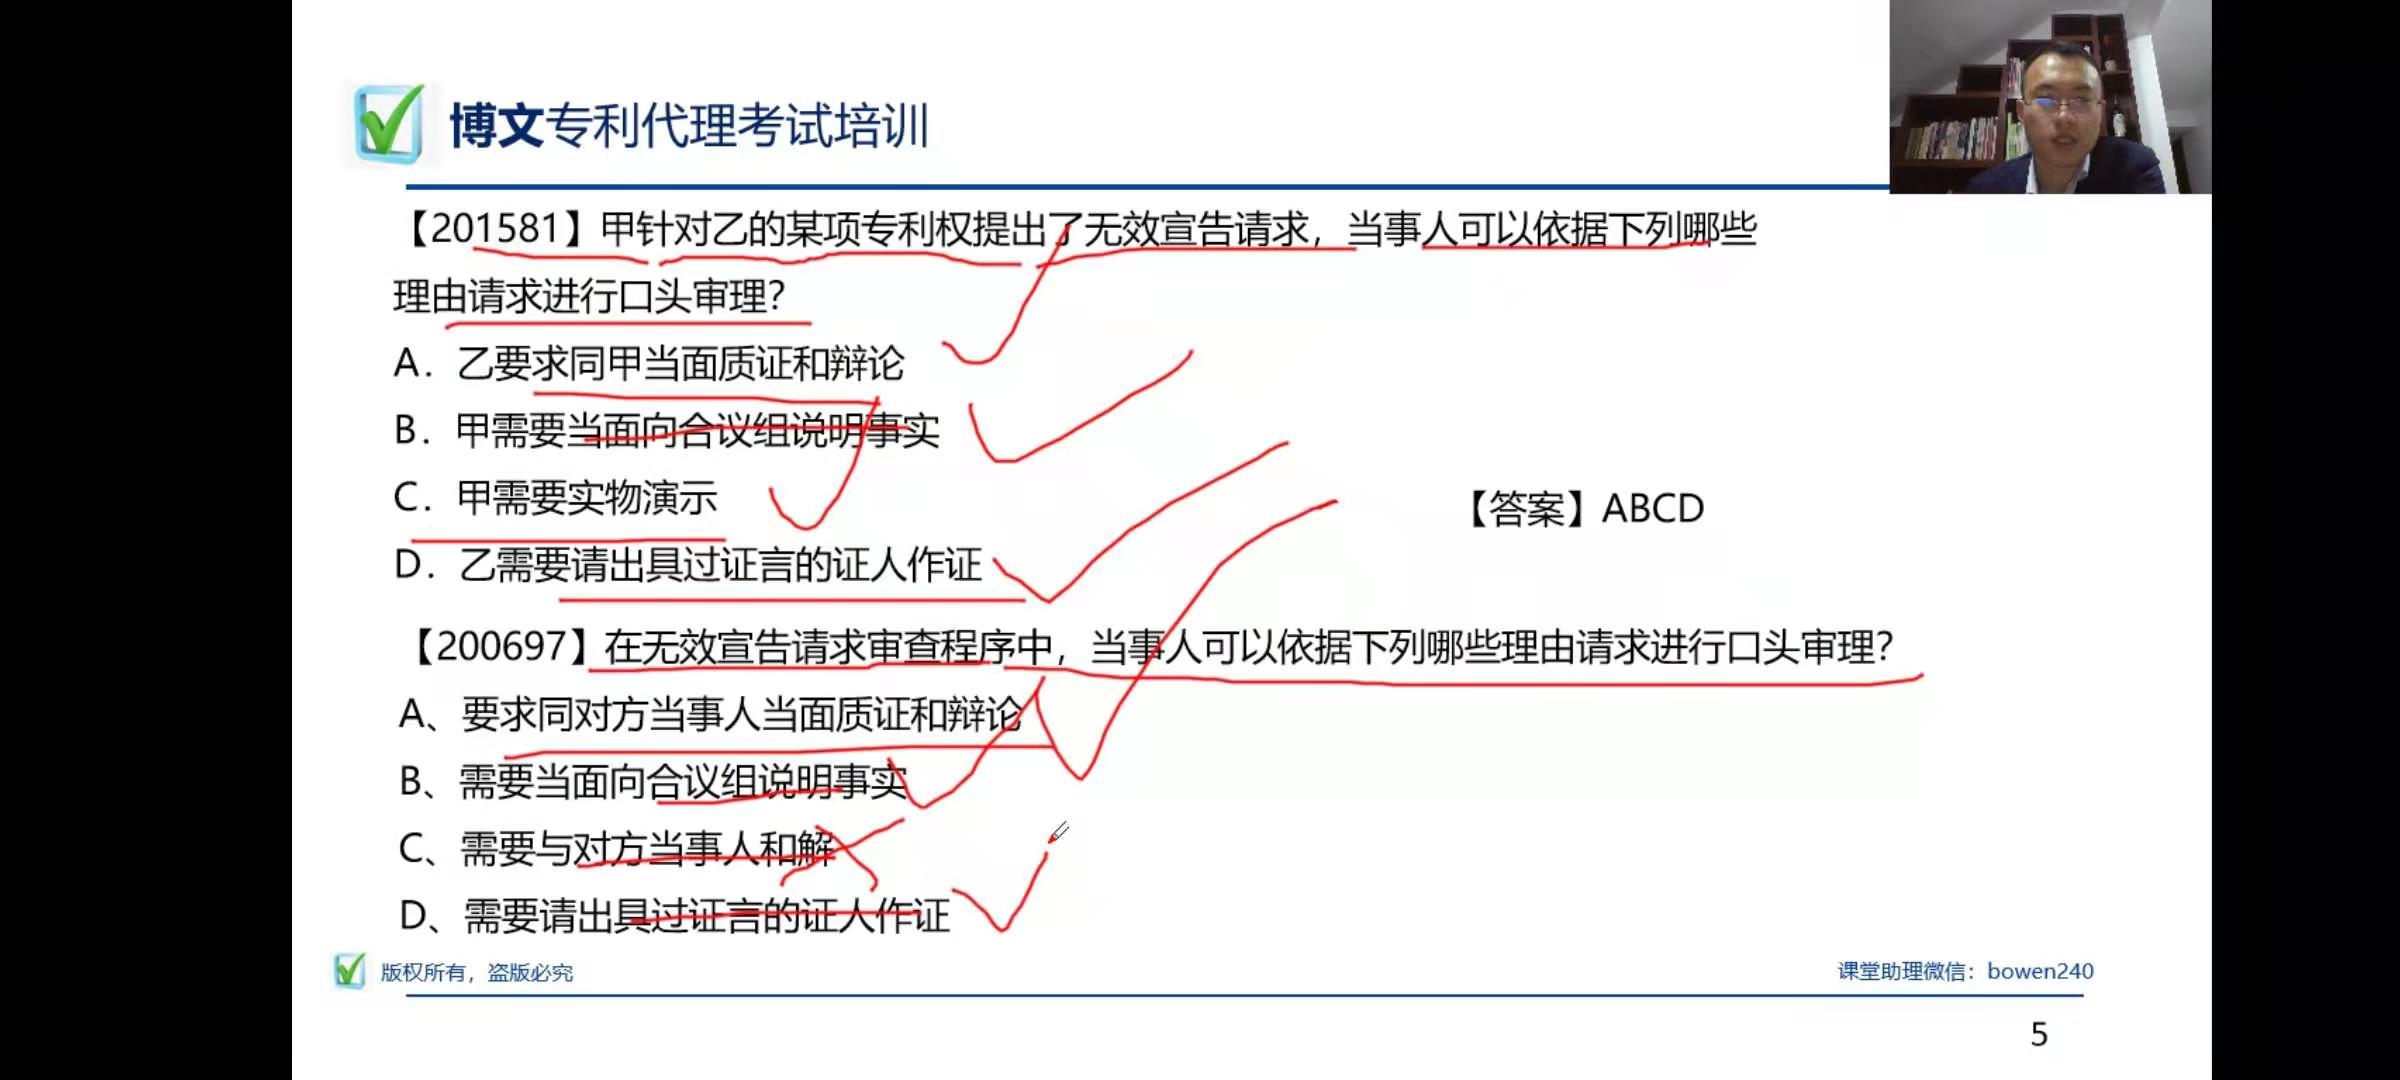 博文专利代理考试培训
【201581】甲针对乙的某项专利权提出了无效宣告请求，当事人可以依据下列哪些
理由请求进行口头审理？
A．乙要求同甲当面质证和辩论
B．甲需要当面向合议组说明事实
C．甲需要实物演示
【答案】ABCD
D．乙需要请出具过证言的证人作证
【200697】在无效宣告请求审查程序中，当事人可以依据下列哪些理由请求进行口头审理？
A、要求同对方当事人当面质证和辩论
B、需要当面向合议组说明事实
C、需要与对方当事人和解
D、需要请出具过证言的证人作证
版权所有，盗版必究
课堂助理微信：bowen240
5